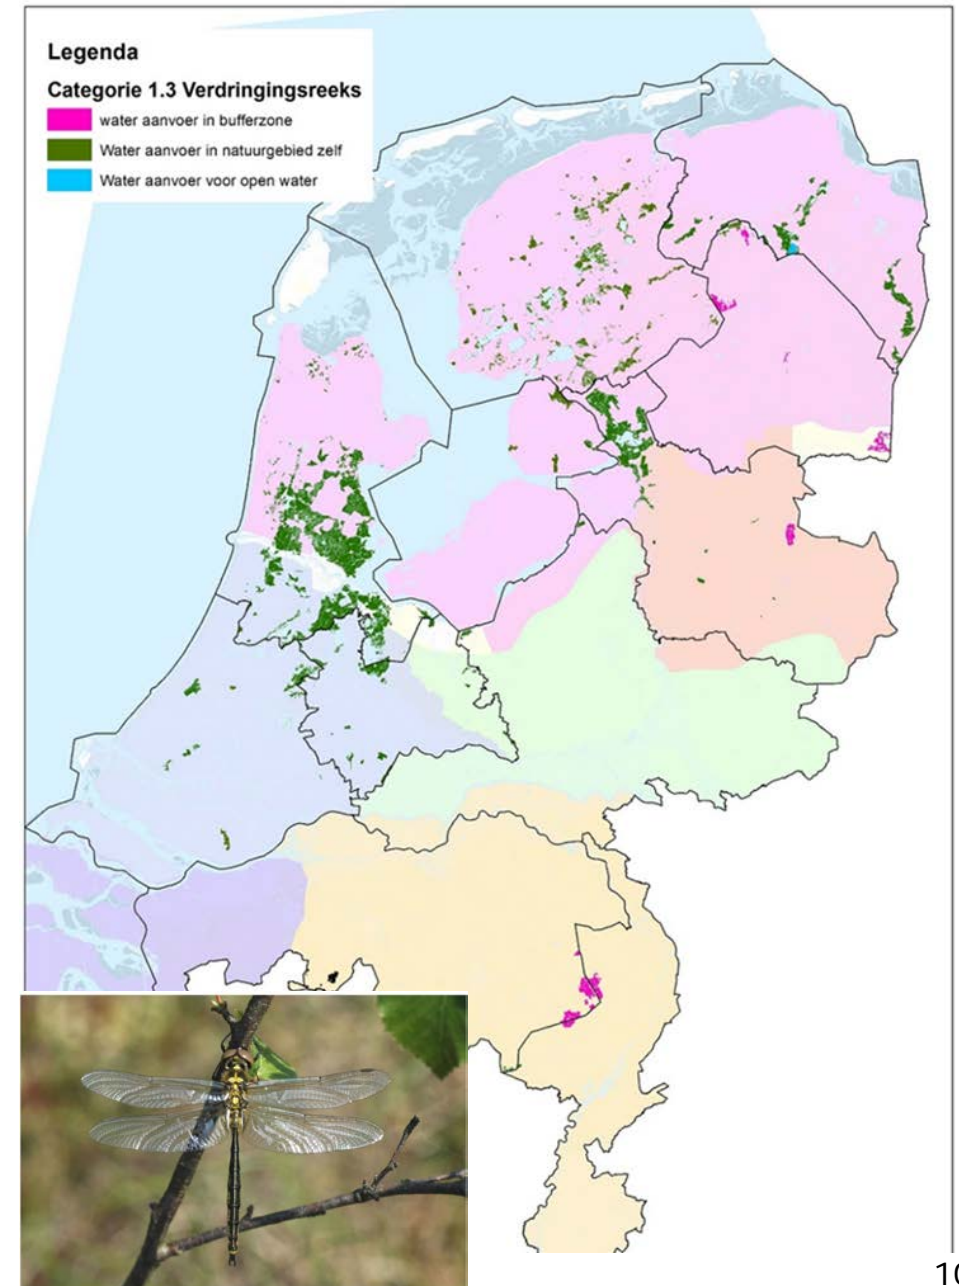 Legenda
Categorie 1.3 Verdringingsreeks
water aanvoer in bufferzone
Water aanvoer in natuurgebied zelf
Water aanvoer voor open water